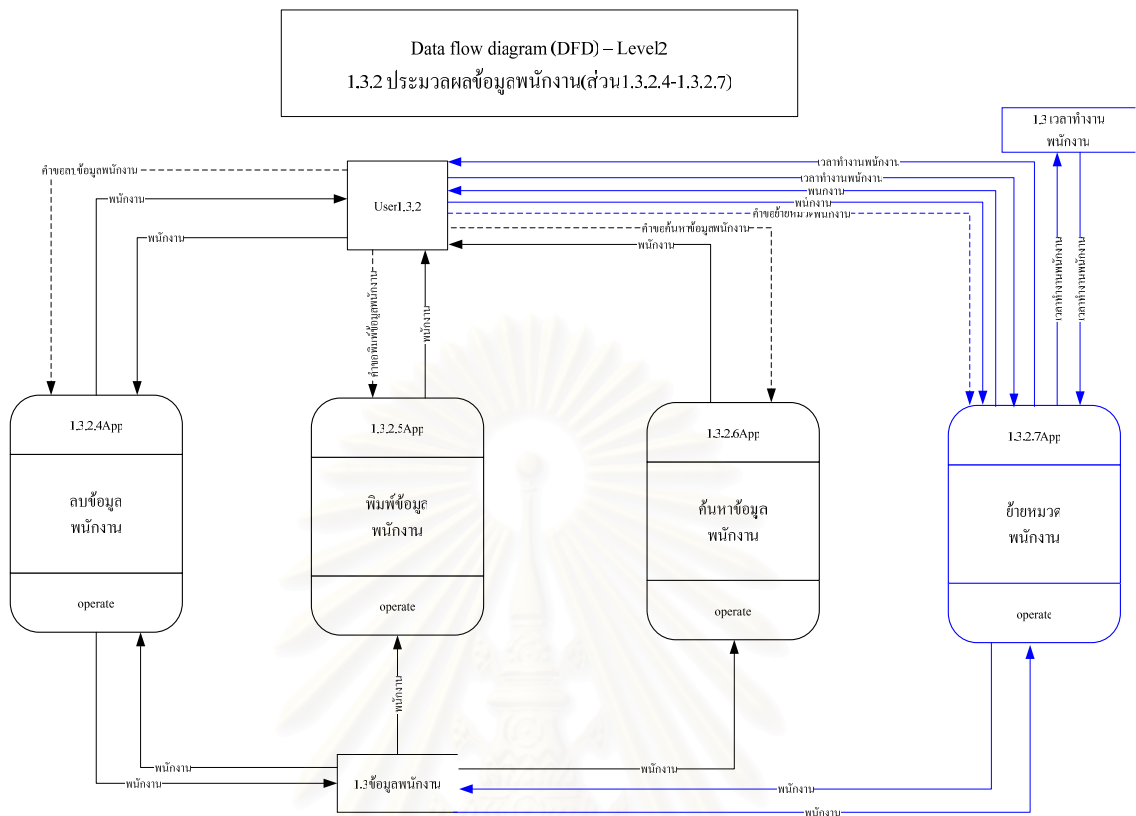 Data flow diagram (DFD) – Level2
1.3.2 ประมวลผลข้อมูลพนักงาน(ส่วน1.3.2.4-1.3.2.7)
1.3 เวลาทำงาน
พนักงาน
คำขอลบข้อมูลพนักงาน
พนักงาน
พนักงาน
User1.3.2
เวลาทำงานพนักงาน
เวลาทำงานพนักงาน
พนักงาน
พนักงาน
คำขอย้ายหมวดพนักงาน
คำขอค้นหาข้อมูลพนักงาน
พนักงาน
คำขอพิมพ์ข้อมูลพนักงาน
พนักงาน
เวลาทำงานพนักงาน
เวลาทำงานพนักงาน
1.3.2.4App
ลบข้อมูล
พนักงาน
operate
1.3.2.5App
พิมพ์ข้อมูล
พนักงาน
operate
1.3.2.6App
ค้นหาข้อมูล
พนักงาน
operate
1.3.2.7App
ย้ายหมวด
พนักงาน
operate
พนักงาน
พนักงาน
พนักงาน
1.3ข้อมูลพนักงาน
พนักงาน
พนักงาน
พนักงาน